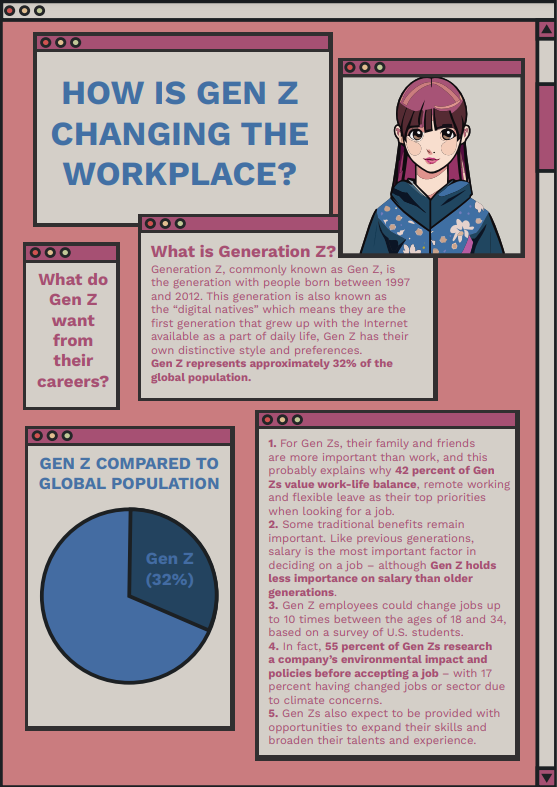 HOW IS GEN Z
CHANGING THE
WORKPLACE?
What is Generation Z?
Generation Z, commonly known as Gen Z, is
the generation with people born between 1997
and 2012. This generation is also known as
the “digital natives” which means they are the
first generation that grew up with the Internet
available as a part of daily life, Gen Z has their
own distinctive style and preferences.
Gen Z represents approximately 32% of the
global population.
What do
Gen Z
want
from
their
careers?
GEN Z COMPARED TO
GLOBAL POPULATION
Gen Z
(32%)
1. For Gen Zs, their family and friends
are more important than work, and this
probably explains why 42 percent of Gen
Zs value work-life balance, remote working
and flexible leave as their top priorities
when looking for a job.
2. Some traditional benefits remain
important. Like previous generations,
salary is the most important factor in
deciding on a job – although Gen Z holds
less importance on salary than older
generations.
3. Gen Z employees could change jobs up
to 10 times between the ages of 18 and 34,
based on a survey of U.S. students.
4. In fact, 55 percent of Gen Zs research
a company’s environmental impact and
policies before accepting a job – with 17
percent having changed jobs or sector due
to climate concerns.
5. Gen Zs also expect to be provided with
opportunities to expand their skills and
broaden their talents and experience.